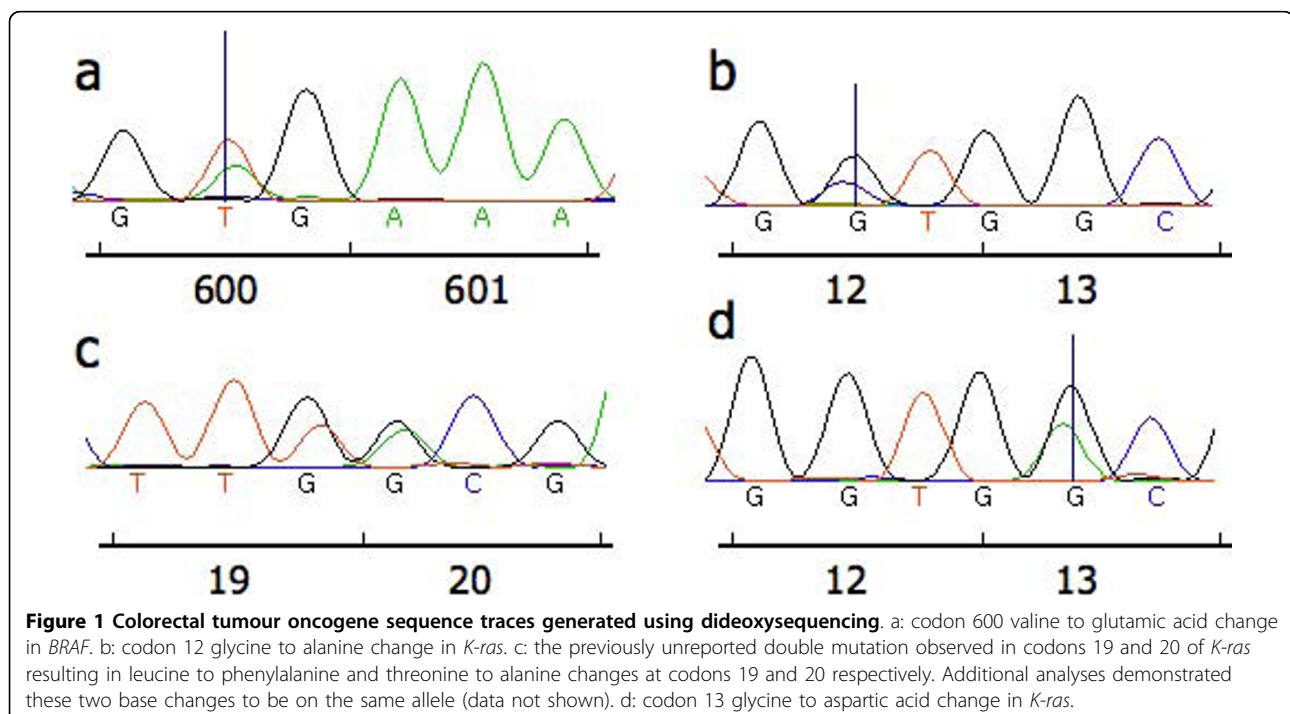 a
G T G A A A
600 601
b
G G T G G C
12 13
c
T T G G C G
19 20
d
G G T G G C
12 13
Figure 1 Colorectal tumour oncogene sequence traces generated using dideoxysequencing. a: codon 600 valine to glutamic acid change
in BRAF. b: codon 12 glycine to alanine change in K-ras. c: the previously unreported double mutation observed in codons 19 and 20 of K-ras
resulting in leucine to phenylalanine and threonine to alanine changes at codons 19 and 20 respectively. Additional analyses demonstrated
these two base changes to be on the same allele (data not shown). d: codon 13 glycine to aspartic acid change in K-ras.